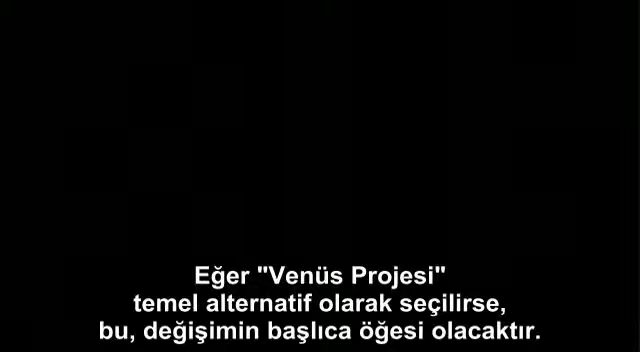 Eğer "Venüs Projesi"
temel alternatif olarak seçilirse,
bu, değişimin başlıca öğesi olacaktır.